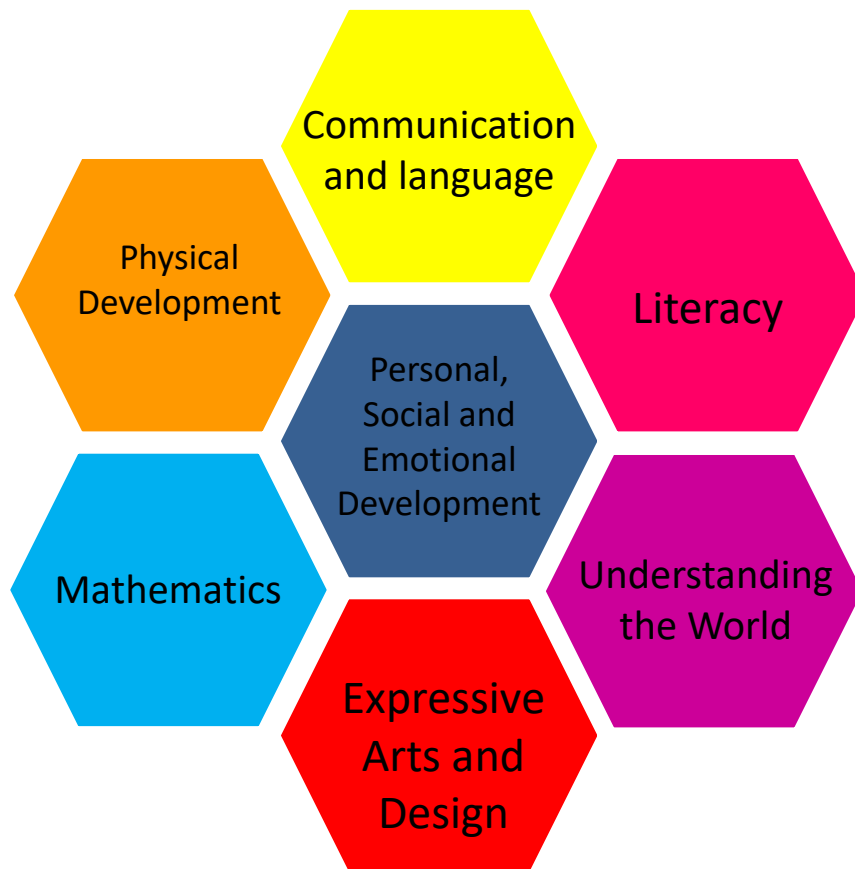 Communication
and language
Physical
Development
Literacy
Personal,
Social and
Emotional
Development
Mathematics
Understanding
the World
Expressive
Arts and
Design